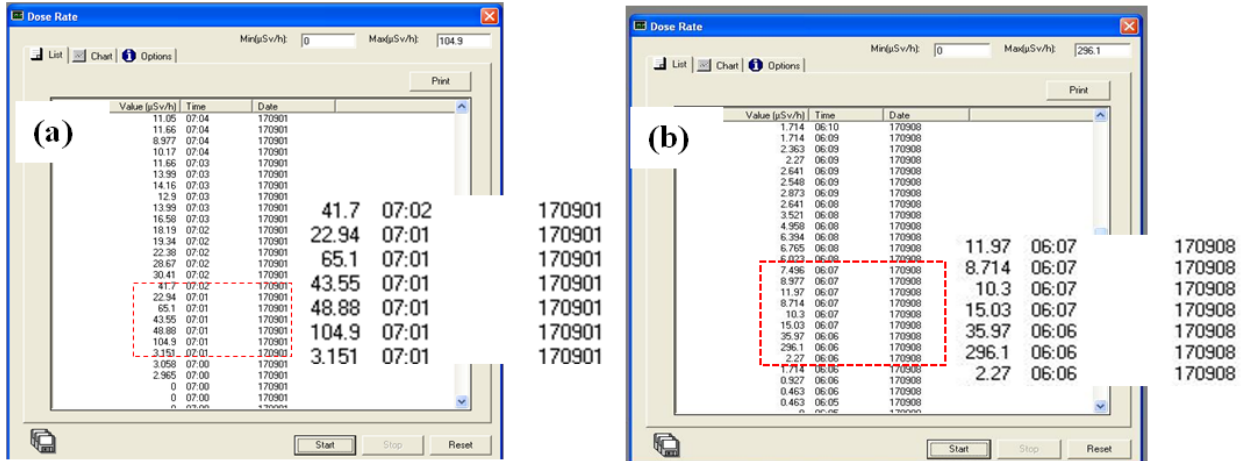 Dose Rate
Min(µSv/h): 0 Max(µSv/h): 104.9
List Chart Options
Print
(a)
Value (µSv/h) Time Date
11.05 07:04 170901
11.66 07:04 170901
8.977 07:04 170901
10.17 07:04 170901
11.66 07:03 170901
13.99 07:03 170901
14.16 07:03 170901
12.9 07:03 170901
13.99 07:03 170901
16.58 07:03 170901
18.19 07:02 170901
19.34 07:02 170901
22.38 07:02 170901
28.67 07:02 170901
30.41 07:02 170901
41.7 07:02 170901
22.94 07:01 170901
65.1 07:01 170901
43.55 07:01 170901
48.88 07:01 170901
104.9 07:01 170901
3.151 07:01 170901
3.058 07:00 170901
2.965 07:00 170901
0 07:00 170901
0 07:00 170901
0 07:00 170901
41.7 07:02 170901
22.94 07:01 170901
65.1 07:01 170901
43.55 07:01 170901
48.88 07:01 170901
104.9 07:01 170901
3.151 07:01 170901
Start Stop Reset
Dose Rate
Min(µSv/h): 0 Max(µSv/h): 296.1
List Chart Options
Print
(b)
Value (µSv/h) Time Date
1.714 06:10 170908
1.714 06:09 170908
2.363 06:09 170908
2.27 06:09 170908
2.641 06:09 170908
2.548 06:09 170908
2.873 06:09 170908
2.641 06:08 170908
3.521 06:08 170908
4.958 06:08 170908
6.394 06:08 170908
6.765 06:08 170908
6.023 06:08 170908
7.496 06:07 170908
8.977 06:07 170908
11.97 06:07 170908
8.714 06:07 170908
10.3 06:07 170908
15.03 06:07 170908
35.97 06:06 170908
296.1 06:06 170908
2.27 06:06 170908
1.714 06:06 170908
0.927 06:06 170908
0.463 06:06 170908
0.463 06:05 170908
0 06:05
11.97 06:07 170908
8.714 06:07 170908
10.3 06:07 170908
15.03 06:07 170908
35.97 06:06 170908
296.1 06:06 170908
2.27 06:06 170908
Start Stop Reset